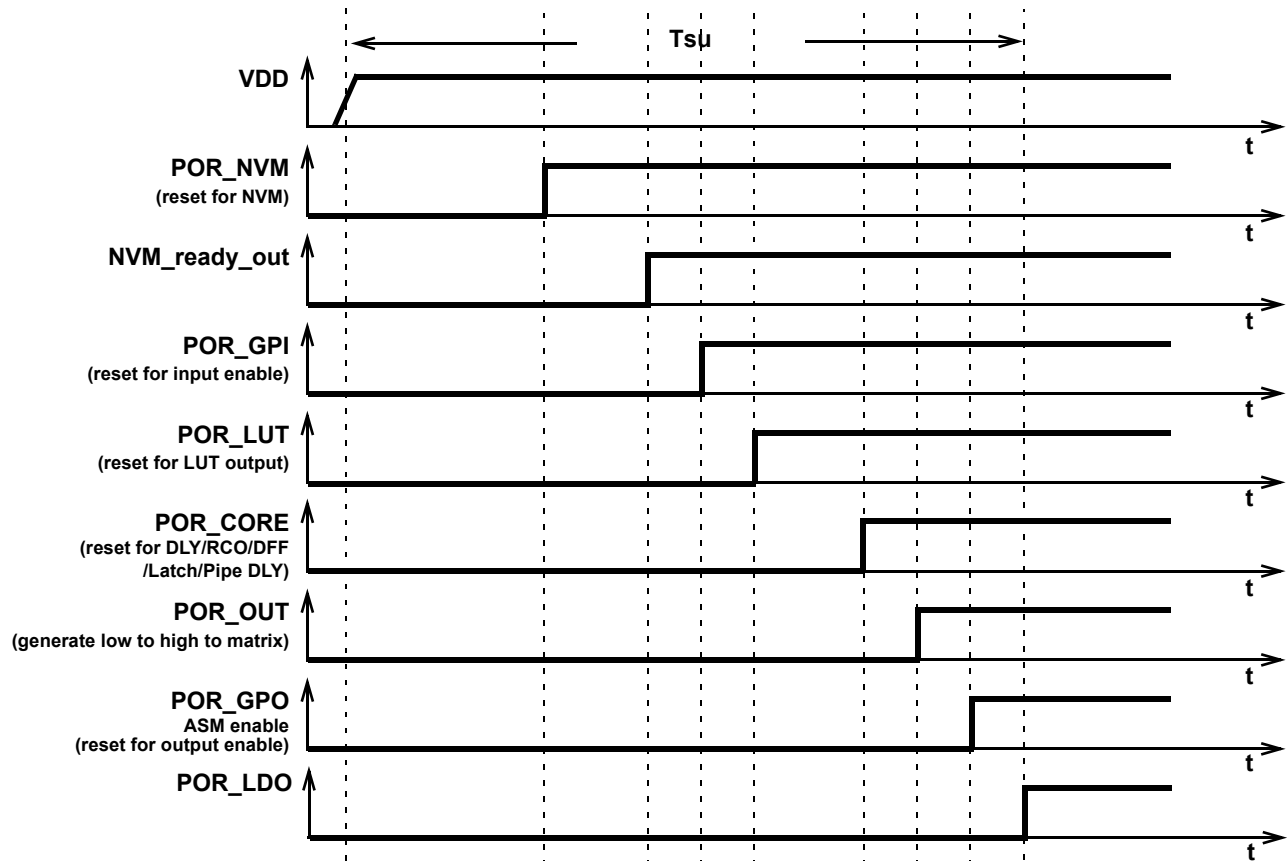 Tsu
VDD
t
POR_NVM
(reset for NVM)
t
NVM_ready_out
t
POR_GPI
(reset for input enable)
t
POR_LUT
(reset for LUT output)
t
POR_CORE
(reset for DLY/RCO/DFF
/Latch/Pipe DLY)
t
POR_OUT
(generate low to high to matrix)
t
POR_GPO
ASM enable
(reset for output enable)
t
POR_LDO
t